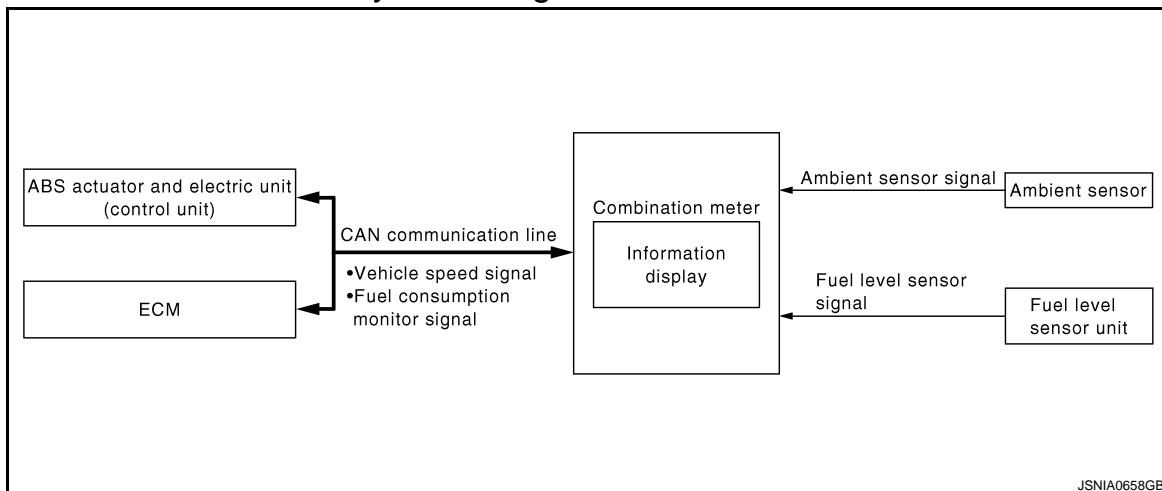 ABS actuator and electric unit
(control unit)
ECM
CAN communication line
•Vehicle speed signal
•Fuel consumption
monitor signal
Combination meter
Information
display
Ambient sensor signal
Ambient sensor
Fuel level sensor
signal
Fuel level
sensor unit
JSNIA0658GB